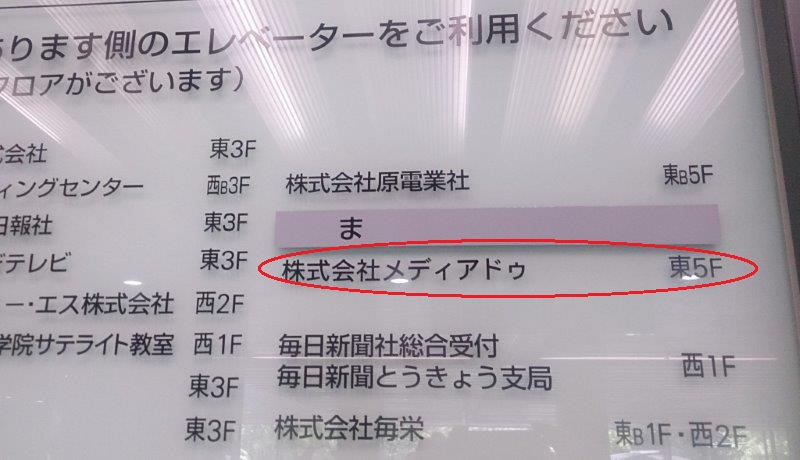 ります側のエレベーターをご利用ください
フロアがございます）
会社 東3F
ィングセンター 西B3F
日報社 東3F
テレビ 東3F
ー・エス株式会社 西2F
学院サテライト教室 西1F
東3F
東3F
株式会社原電業社 東B5F
ま
株式会社メディアドゥ 東5F
毎日新聞社総合受付
毎日新聞とうきょう支局 西1F
株式会社毎栄 東B1F・西2F